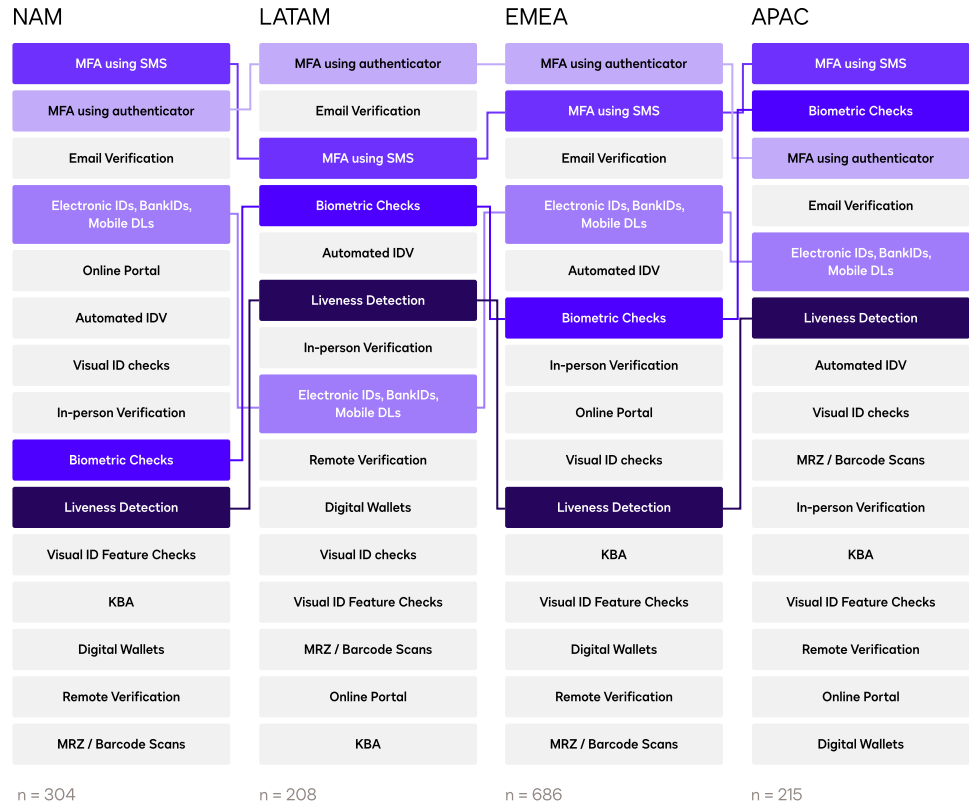 NAM
MFA using SMS
MFA using authenticator
Email Verification
Electronic IDs, BankIDs,
Mobile DLs
Online Portal
Automated IDV
Visual ID checks
In-person Verification
Biometric Checks
Liveness Detection
Visual ID Feature Checks
KBA
Digital Wallets
Remote Verification
MRZ / Barcode Scans
n = 304
LATAM
MFA using authenticator
Email Verification
MFA using SMS
Biometric Checks
Automated IDV
Liveness Detection
In-person Verification
Electronic IDs, BankIDs,
Mobile DLs
Remote Verification
Digital Wallets
Visual ID checks
Visual ID Feature Checks
MRZ / Barcode Scans
Online Portal
KBA
n = 208
EMEA
MFA using authenticator
MFA using SMS
Email Verification
Electronic IDs, BankIDs,
Mobile DLs
Automated IDV
Biometric Checks
In-person Verification
Online Portal
Visual ID checks
Liveness Detection
KBA
Visual ID Feature Checks
Digital Wallets
Remote Verification
MRZ / Barcode Scans
n = 686
APAC
MFA using SMS
Biometric Checks
MFA using authenticator
Email Verification
Electronic IDs, BankIDs,
Mobile DLs
Liveness Detection
Automated IDV
Visual ID checks
MRZ / Barcode Scans
In-person Verification
KBA
Visual ID Feature Checks
Remote Verification
Online Portal
Digital Wallets
n = 215